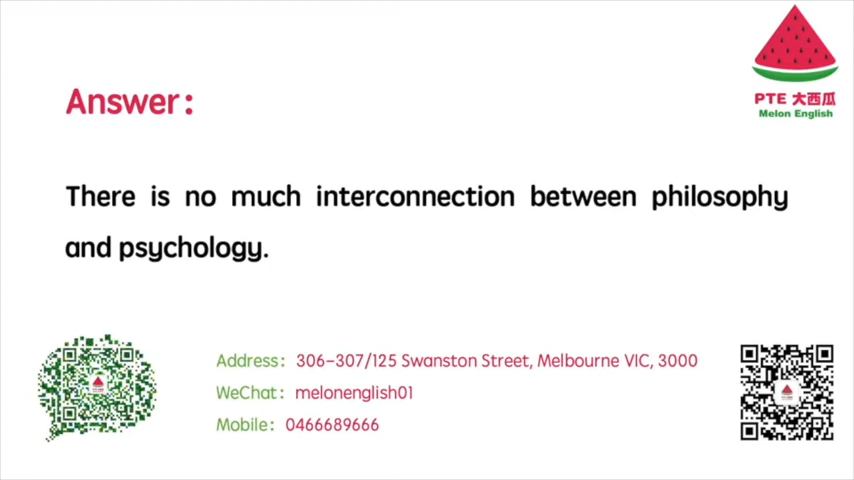 PTE 大西瓜
Melon English
Answer:
There is no much interconnection between philosophy
and psychology.
Address: 306-307/125 Swanston Street, Melbourne VIC, 3000
WeChat: melonenglish01
Mobile: 0466689666